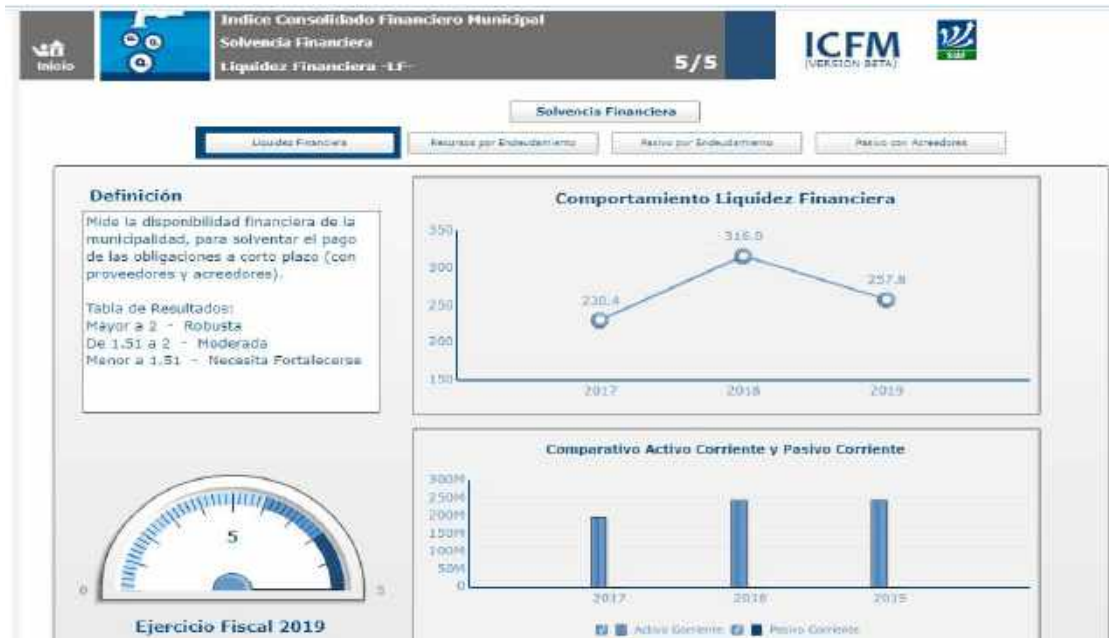 Indice Consolidado Financiero Municipal
Solvencia Financiera
Liquidez Financiera -LF-
Inicio
5/5
ICFM
(VERSION BETA)
Solvencia Financiera
Liquidez Financiera
Recursos por Endeudamiento
Pasivo por Endeudamiento
Pasivo con Acreedores
Definición
Mide la disponibilidad financiera de la
municipalidad, para solventar el pago
de las obligaciones a corto plazo (con
proveedores y acreedores).
Tabla de Resultados:
Mayor a 2 - Robusta
De 1.51 a 2 - Moderada
Menor a 1.51 - Necesita Fortalecerse
Comportamiento Liquidez Financiera
350
300
250
200
150
230.4
257.8
2017
2018
2019
Comparativo Activo Corriente y Pasivo Corriente
300M
250M
200M
150M
100M
50M
0
2017
2018
Activo Corriente
Pasivo Corriente
5
0
5
Ejercicio Fiscal 2019